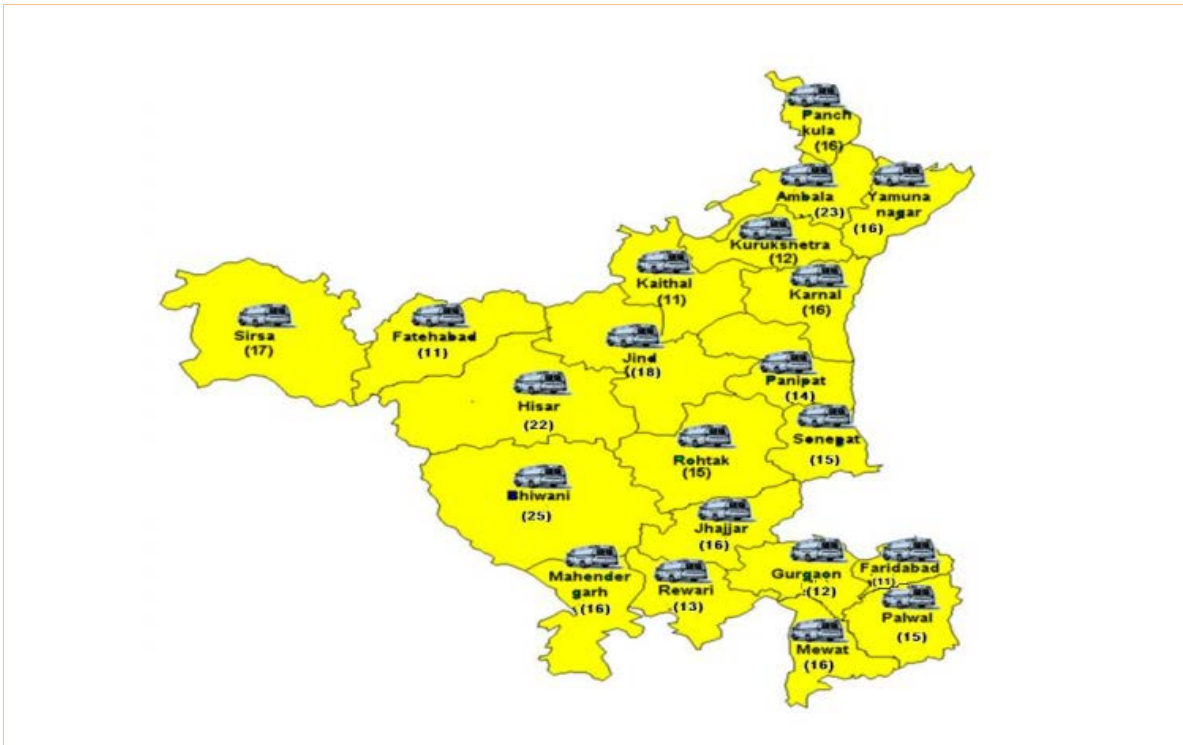 Panch
kula
(16)
Ambala
(23)
Yamuna
nagar
(16)
Kurukshetra
(12)
Kaithal
(11)
Karnal
(16)
Sirsa
(17)
Fatehabad
(11)
Jind
((18)
Panipat
(14)
Hisar
(22)
Sonepat
(15)
Rohtak
(15)
Bhiwani
(25)
Jhajjar
(16)
Mahender
garh
(16)
Rewari
(13)
Gurgaon
(12)
Faridabad
(11)
Palwal
(15)
Mewat
(16)